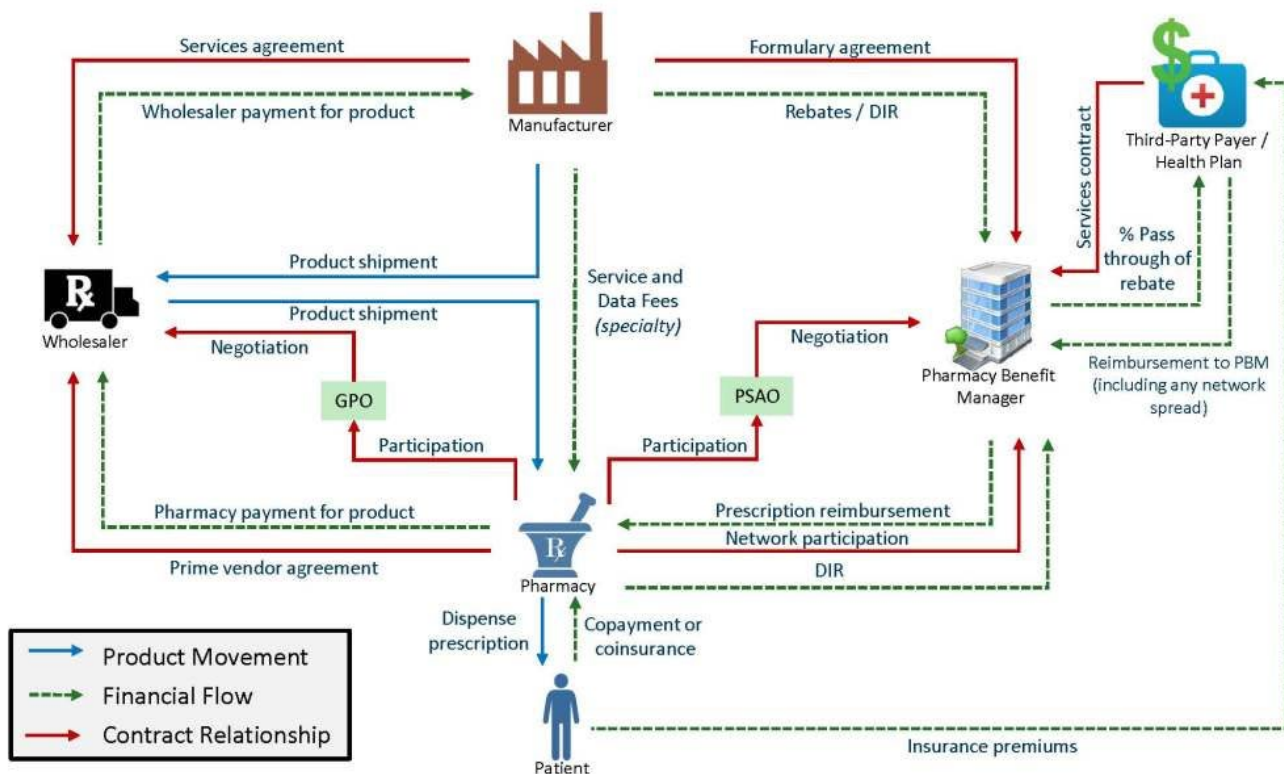 Services agreement
Wholesaler payment for product
Manufacturer
Formulary agreement
Rebates / DIR
$
Third-Party Payer /
Health Plan
Services contract
% Pass
through of
rebate
Product shipment
Product shipment
Rx
Wholesaler
Negotiation
GPO
Participation
Service and
Data Fees
(specialty)
Negotiation
PSAO
Participation
Pharmacy Benefit
Manager
Reimbursement to PBM
(including any network
spread)
Pharmacy payment for product
Prime vendor agreement
Rx
Pharmacy
Prescription reimbursement
Network participation
DIR
Dispense
prescription
Copayment or
coinsurance
Patient
Insurance premiums
Product Movement
Financial Flow
Contract Relationship